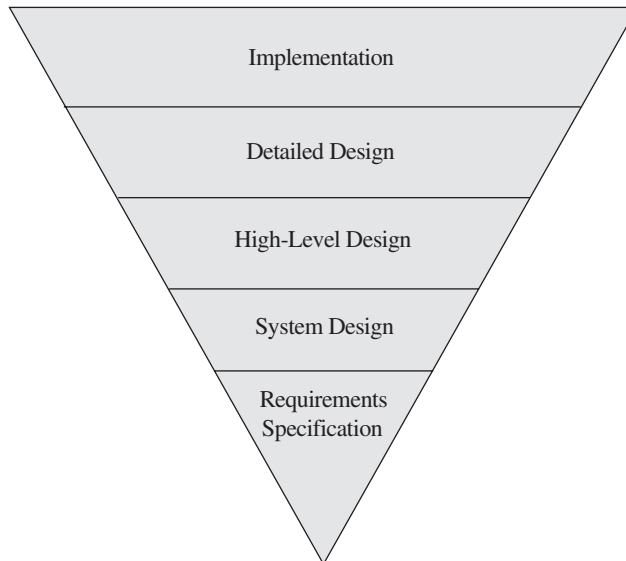 Implementation
Detailed Design
High-Level Design
System Design
Requirements
Specification